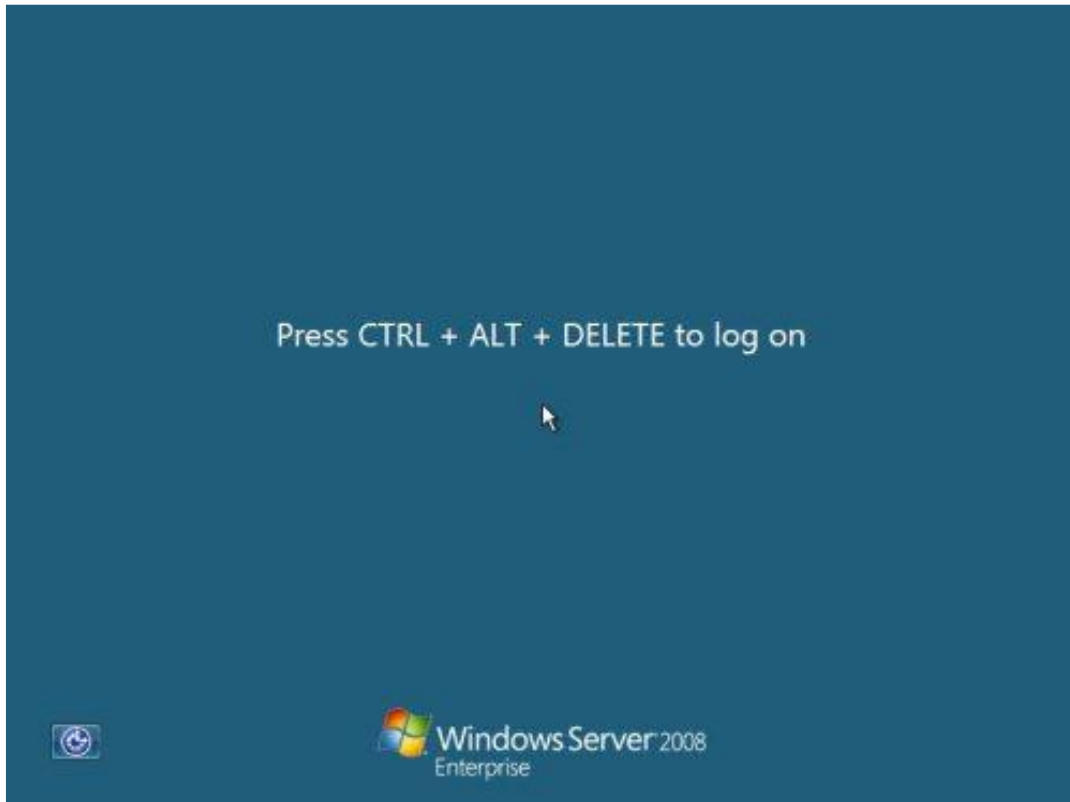 Press CTRL + ALT + DELETE to log on
Windows Server 2008
Enterprise